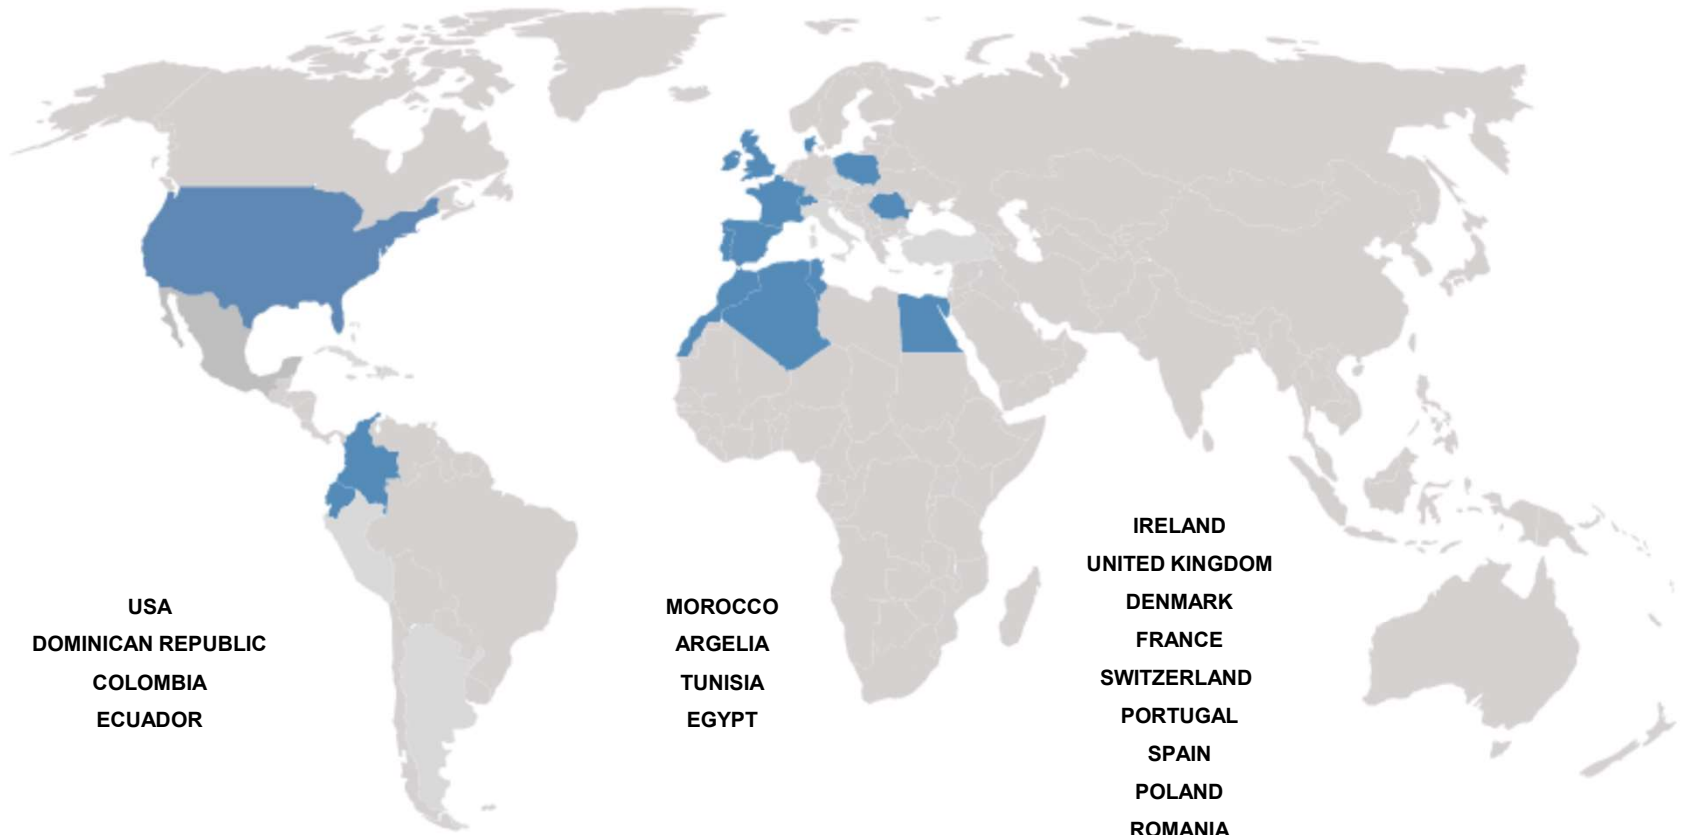 USA
DOMINICAN REPUBLIC
COLOMBIA
ECUADOR
MOROCCO
ARGELIA
TUNISIA
EGYPT
IRELAND
UNITED KINGDOM
DENMARK
FRANCE
SWITZERLAND
PORTUGAL
SPAIN
POLAND
ROMANIA